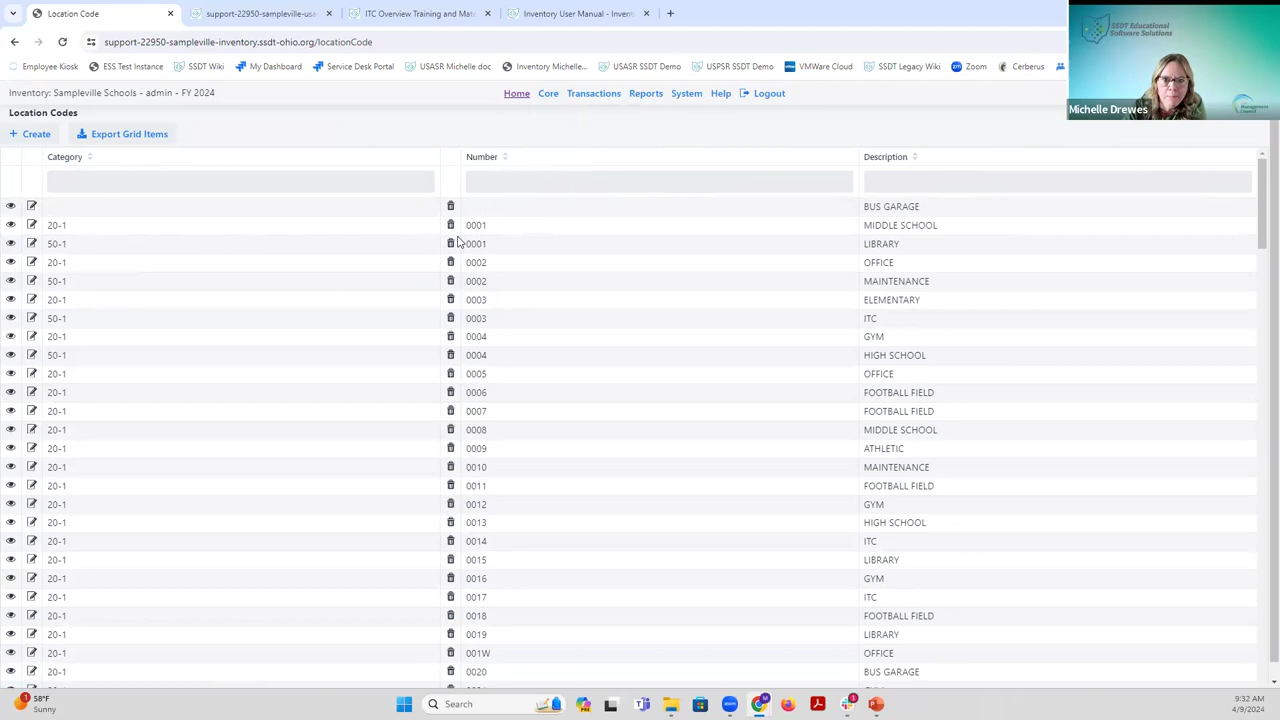 Location Code
support-22950-sampleville-usa
ITC Overview Training and Mate
Inventory User Manual - Invent
support-22950-sampleville-inventory.ssdt-ohio.org/locationCode
Employee Kiosk
ESS Test Instance
SSDT Wiki
My Dashboard
Service Desk Portal
USASR Michelle doc
Inventory Michelle...
USASR SSDT Demo
USPSR SSDT Demo
VMWare Cloud
SSDT Legacy Wiki
Zoom
Cerberus
SSDT Educational
Software Solutions
Management
Council
Michelle Drewes
Inventory: Sampleville Schools - admin - FY 2024
Home Core Transactions Reports System Help Logout
Location Codes
+ Create Export Grid Items
Category Number Description
BUS GARAGE
20-1 0001 MIDDLE SCHOOL
50-1 0001 LIBRARY
20-1 0002 OFFICE
50-1 0002 MAINTENANCE
20-1 0003 ELEMENTARY
50-1 0003 ITC
20-1 0004 GYM
50-1 0004 HIGH SCHOOL
20-1 0005 OFFICE
20-1 0006 FOOTBALL FIELD
20-1 0007 FOOTBALL FIELD
20-1 0008 MIDDLE SCHOOL
20-1 0009 ATHLETIC
20-1 0010 MAINTENANCE
20-1 0011 FOOTBALL FIELD
20-1 0012 GYM
20-1 0013 HIGH SCHOOL
20-1 0014 ITC
20-1 0015 LIBRARY
20-1 0016 GYM
20-1 0017 ITC
20-1 0018 FOOTBALL FIELD
20-1 0019 LIBRARY
20-1 001W OFFICE
20-1 0020 BUS GARAGE
1
58°F
Sunny
Search
9:32 AM
4/9/2024